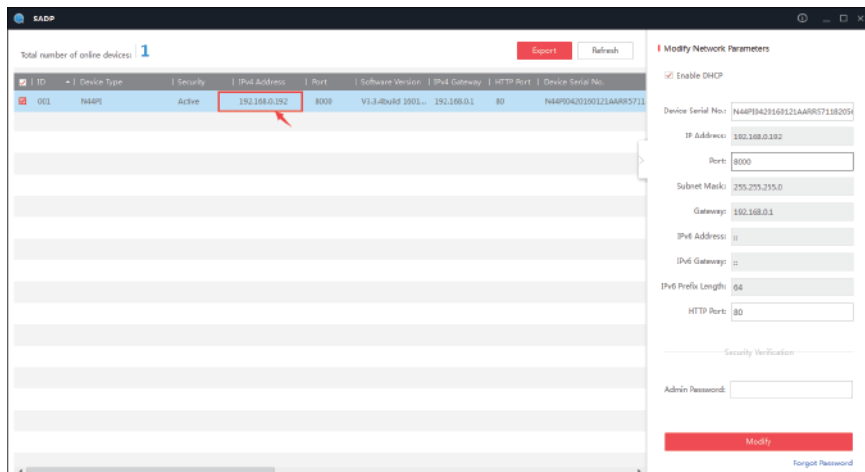 SADP
Total number of online devices: 1
Export
Refresh
ID
Device Type
Security
IPv4 Address
Port
Software Version
IPv4 Gateway
HTTP Port
Device Serial No.
001
N44PI
Active
192.168.0.192
8000
V3.3.4build 1601...
192.168.0.1
80
Modify Network Parameters
Enable DHCP
Device Serial No.:
IP Address: 192.168.0.192
Port: 8000
Subnet Mask: 255.255.255.0
Gateway: 192.168.0.1
IPv6 Address: ::
IPv6 Gateway: ::
IPv6 Prefix Length: 64
HTTP Port: 80
Security Verification
Admin Password:
Modify
Forgot Password